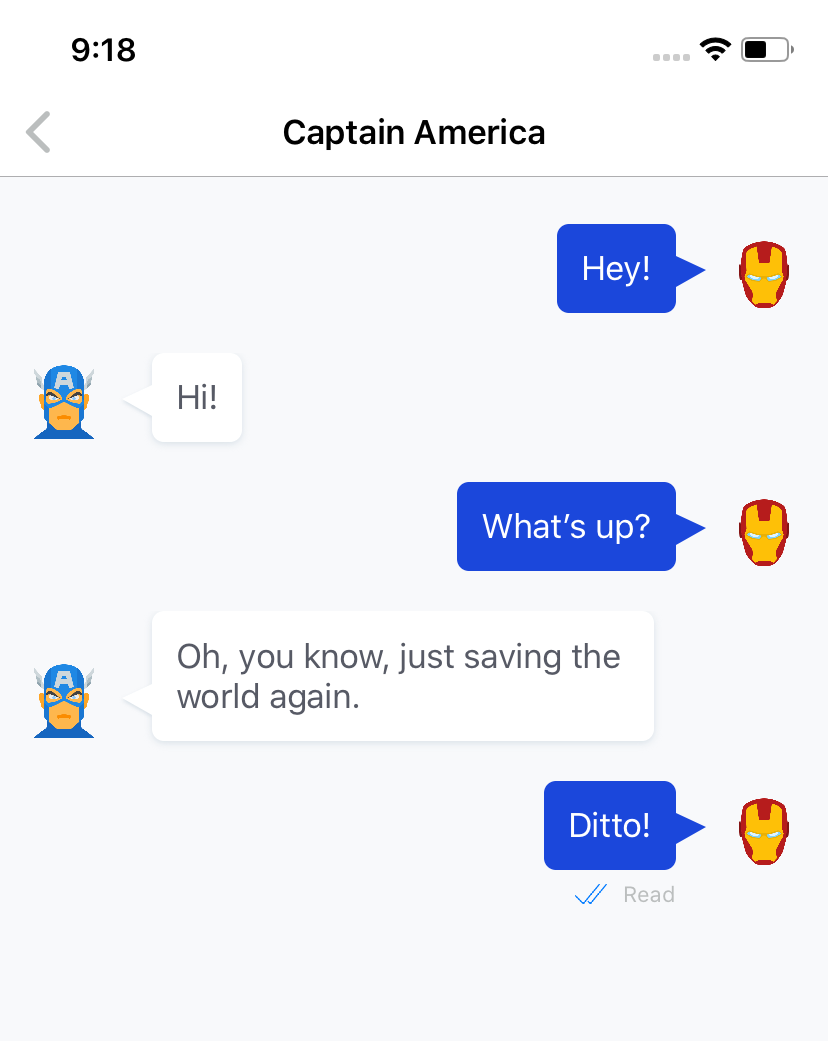 9:18
Captain America
Hey!
Hi!
What’s up?
Oh, you know, just saving the
world again.
Ditto!
Read